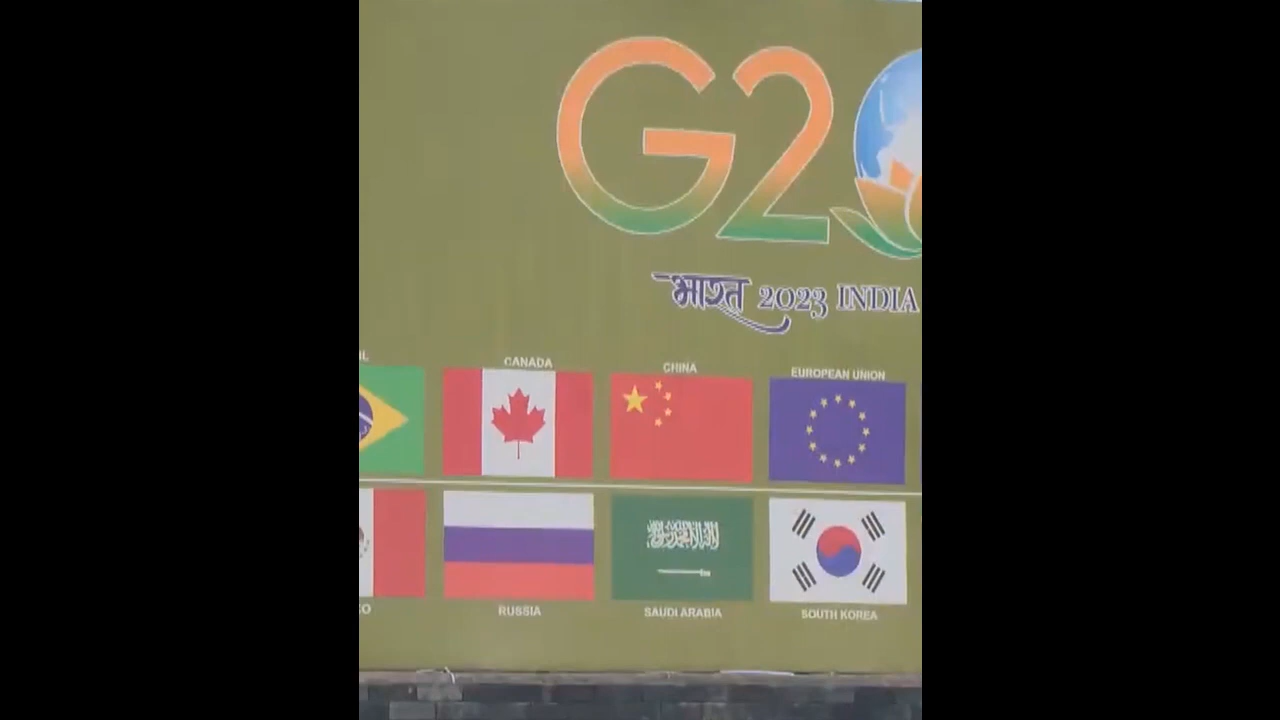 G20
भारत 2023 INDIA
CANADA
CHINA
EUROPEAN UNION
RUSSIA
SAUDI ARABIA
SOUTH KOREA